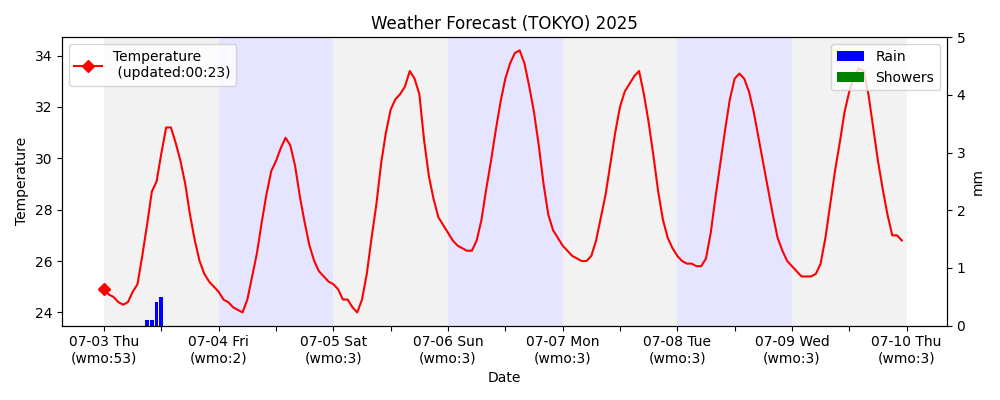 Weather Forecast (TOKYO) 2025
Temperature
(updated:00:23)
Rain
Showers
34
32
30
28
26
24
Temperature
5
4
3
2
1
0
mm
07-03 Thu
(wmo:53)
07-04 Fri
(wmo:2)
07-05 Sat
(wmo:3)
07-06 Sun
(wmo:3)
07-07 Mon
(wmo:3)
07-08 Tue
(wmo:3)
07-09 Wed
(wmo:3)
07-10 Thu
(wmo:3)
Date